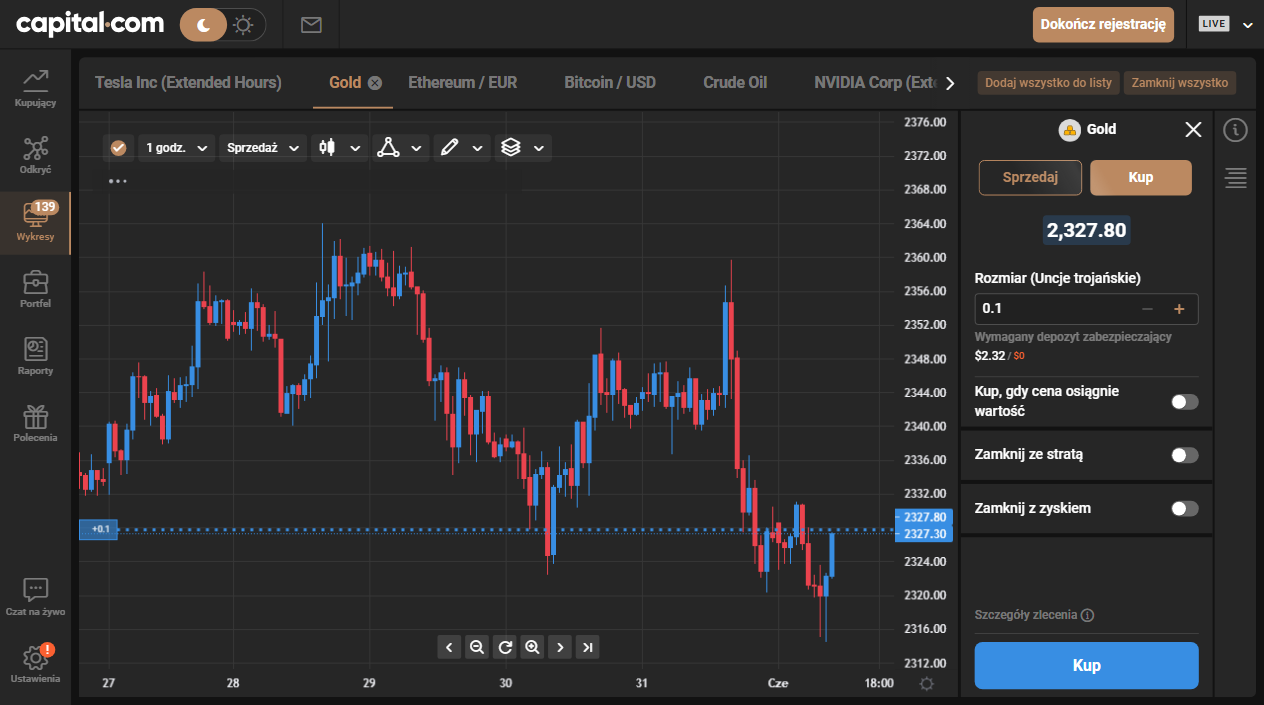 capital.com
Dokończ rejestrację
LIVE
Kupujący
Odkryć
139
Wykresy
Portfel
Raporty
Polecenia
Czat na żywo
!
Ustawienia
Tesla Inc (Extended Hours)
Gold
Ethereum / EUR
Bitcoin / USD
Crude Oil
NVIDIA Corp (Exte
Dodaj wszystko do listy
Zamknij wszystko
1 godz.
Sprzedaż
2376.00
2372.00
2368.00
2364.00
2360.00
2356.00
2352.00
2348.00
2344.00
2340.00
2336.00
2332.00
2327.80
2327.30
2324.00
2320.00
2316.00
2312.00
+0.1
27
28
29
30
31
Cze
18:00
Gold
Sprzedaj
Kup
2,327.80
Rozmiar (Uncje trojańskie)
0.1
Wymagany depozyt zabezpieczający
$2.32 / $0
Kup, gdy cena osiągnie
wartość
Zamknij ze stratą
Zamknij z zyskiem
Szczegóły zlecenia
Kup